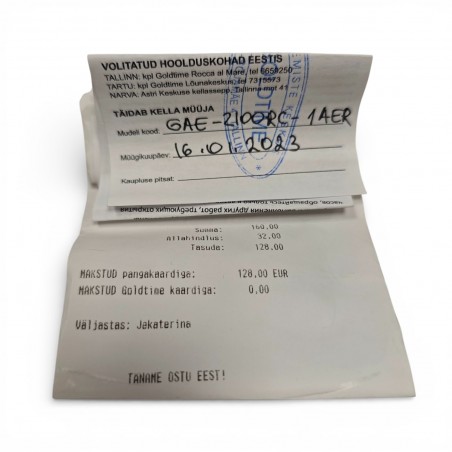 VOLITATUD HOOLDUSKOHAD EESTIS
TALLINN: kpl Goldtime Rocca al Mare, tel 6659250
TARTU: kpl Goldtime Lõunakeskus, tel 7315573
NARVA: Astri Keskuse kellassepp, Tallinna mnt 41
TÄIDAB KELLA MÜÜJA
Mudeli kood: GAE-2100RC-1AER
Müügikuupäev: 16.01.2023
Kaupluse pitsat:
работ, требующих открытия
Summa: 160.00
Allahindlus: 32.00
Tasuda: 128.00
MAKSTUD pangakaardiga: 128.00 EUR
MAKSTUD Goldtime kaardiga: 0.00
Väljastas: Jekaterina
TÄNAME OSTU EEST!